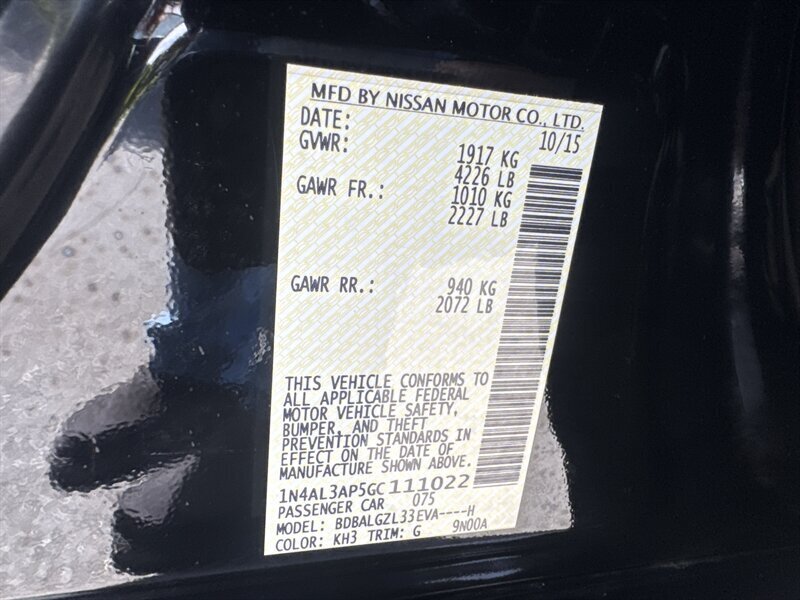 MFD BY NISSAN MOTOR CO., LTD.
DATE: 10/15
GVWR: 1917 KG
4226 LB
GAWR FR.: 1010 KG
2227 LB
GAWR RR.: 940 KG
2072 LB
THIS VEHICLE CONFORMS TO
ALL APPLICABLE FEDERAL
MOTOR VEHICLE SAFETY,
BUMPER, AND THEFT
PREVENTION STANDARDS IN
EFFECT ON THE DATE OF
MANUFACTURE SHOWN ABOVE.
1N4AL3AP5GC111022
PASSENGER CAR 075
MODEL: BDBALGZL33EVA----H
COLOR: KH3 TRIM: G 9N00A